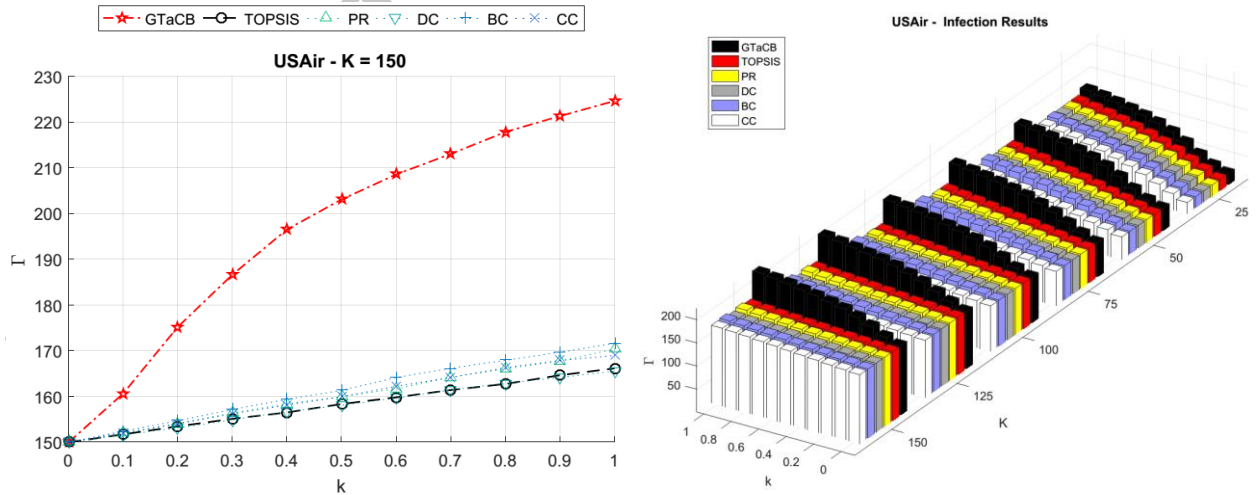 GTaCB TOPSIS PR DC BC CC
USAir - K = 150
230
220
210
200
190
180
170
160
150
Γ
0 0.1 0.2 0.3 0.4 0.5 0.6 0.7 0.8 0.9 1
k
USAir - Infection Results
GTaCB
TOPSIS
PR
DC
BC
CC
200
150
100
50
Γ
1 0.8 0.6 0.4 0.2 0
k
150 125 100 75 50 25
K